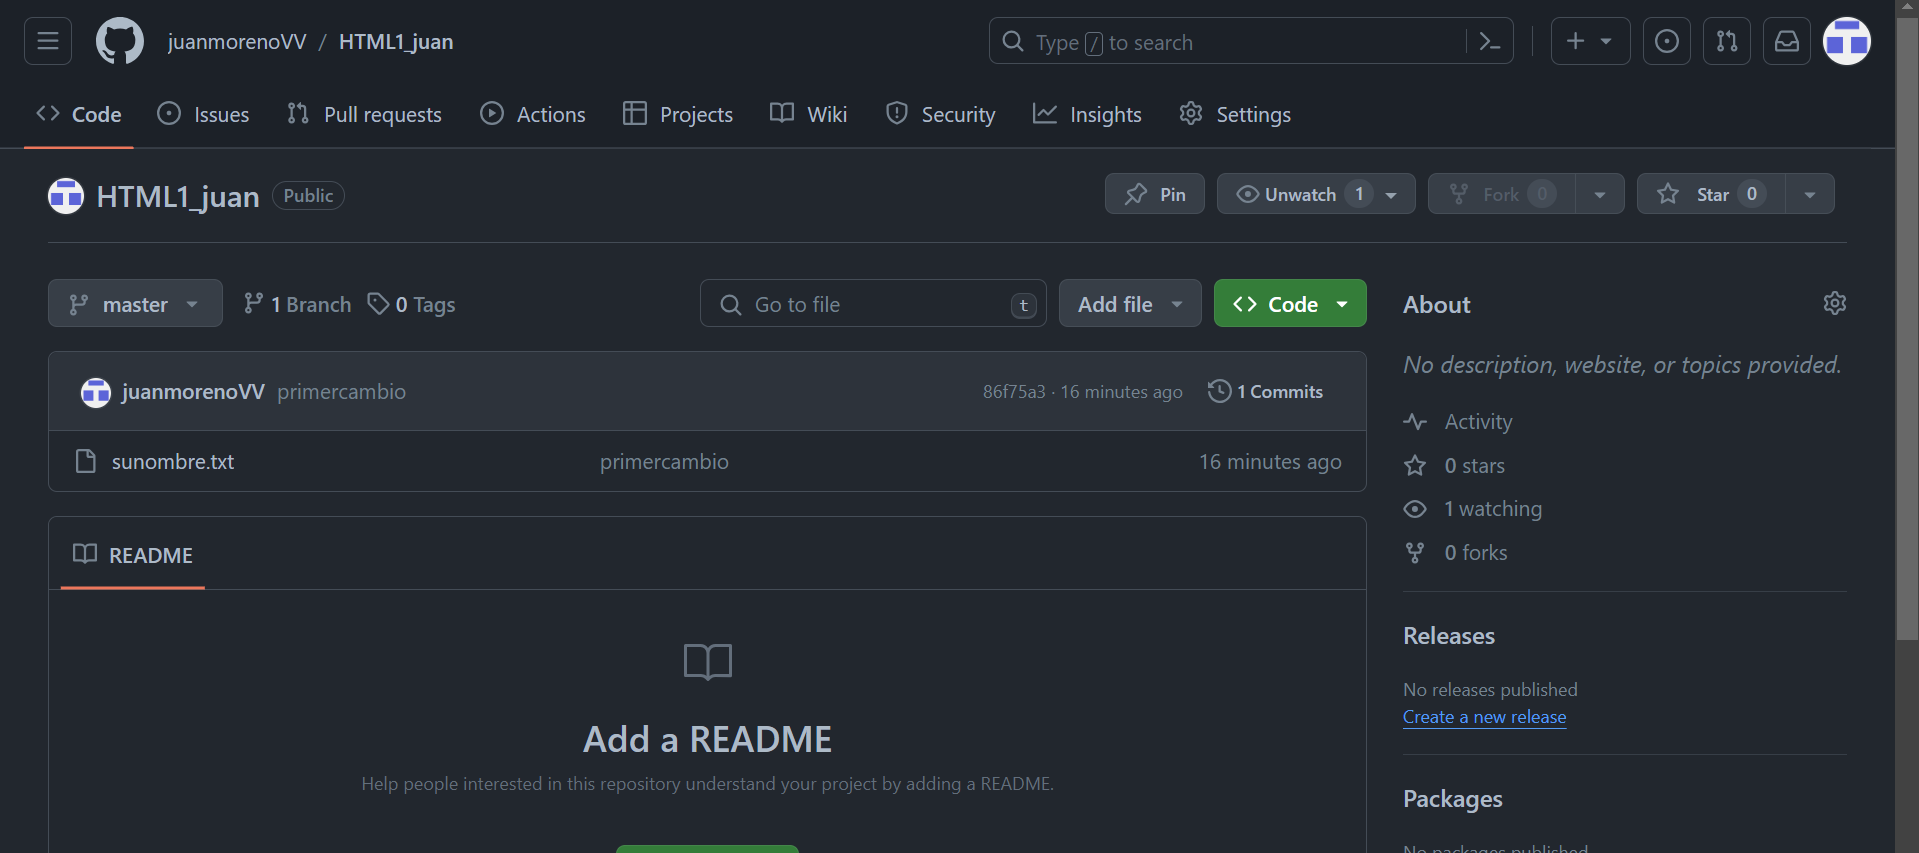 juanmorenoVV / HTML1_juan
Type / to search
Code Issues Pull requests Actions Projects Wiki Security Insights Settings
HTML1_juan Public
Pin Unwatch 1 Fork 0 Star 0
master 1 Branch 0 Tags Go to file t Add file Code
juanmorenoVV primercambio 86f75a3 · 16 minutes ago 1 Commits
sunombre.txt primercambio 16 minutes ago
README
Add a README
Help people interested in this repository understand your project by adding a README.
About
No description, website, or topics provided.
Activity
0 stars
1 watching
0 forks
Releases
No releases published
Create a new release
Packages
No packages published